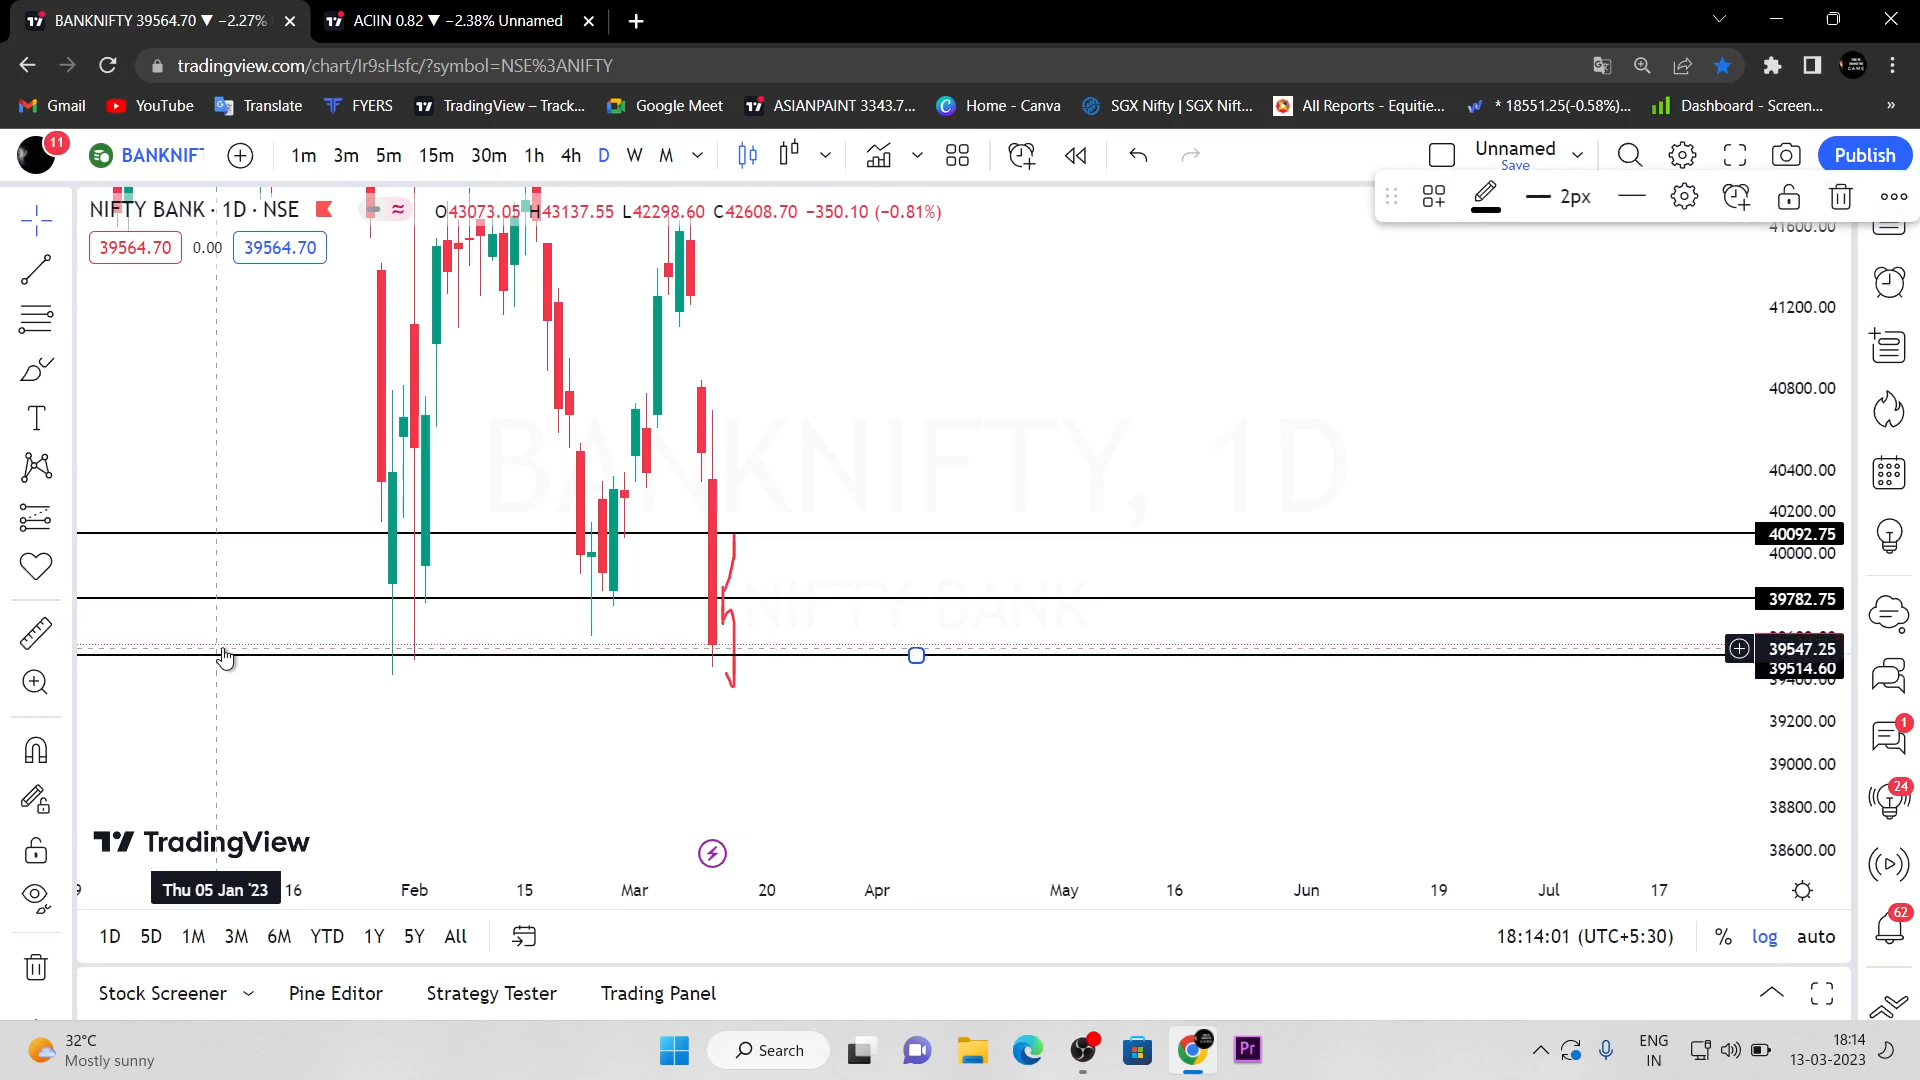 BANKNIFTY 39564.70 ▼ −2.27%
ACIIN 0.82 ▼ −2.38% Unnamed
tradingview.com/chart/Ir9sHsfc/?symbol=NSE%3ANIFTY
Gmail YouTube Translate FYERS TradingView – Track... Google Meet ASIANPAINT 3343.7... Home - Canva SGX Nifty | SGX Nift... All Reports - Equitie... * 18551.25(-0.58%)... Dashboard - Screen... »
11 BANKNIF 1m 3m 5m 15m 30m 1h 4h D W M Unnamed Save Publish
2px
NIFTY BANK · 1D · NSE O43073.05 H43137.55 L42298.60 C42608.70 −350.10 (−0.81%)
39564.70 0.00 39564.70
41600.00
41200.00
40800.00
BANKNIFTY, 1D
40400.00
40200.00
40092.75
40000.00
39782.75
NIFTY BANK
39547.25
39514.60
39400.00
39200.00
1
39000.00
24
38800.00
TradingView
38600.00
9 Thu 05 Jan '23 16 Feb 15 Mar 20 Apr May 16 Jun 19 Jul 17
62
1D 5D 1M 3M 6M YTD 1Y 5Y All 18:14:01 (UTC+5:30) % log auto
Stock Screener Pine Editor Strategy Tester Trading Panel
32°C
Mostly sunny
Search
Pr
ENG
IN
18:14
13-03-2023